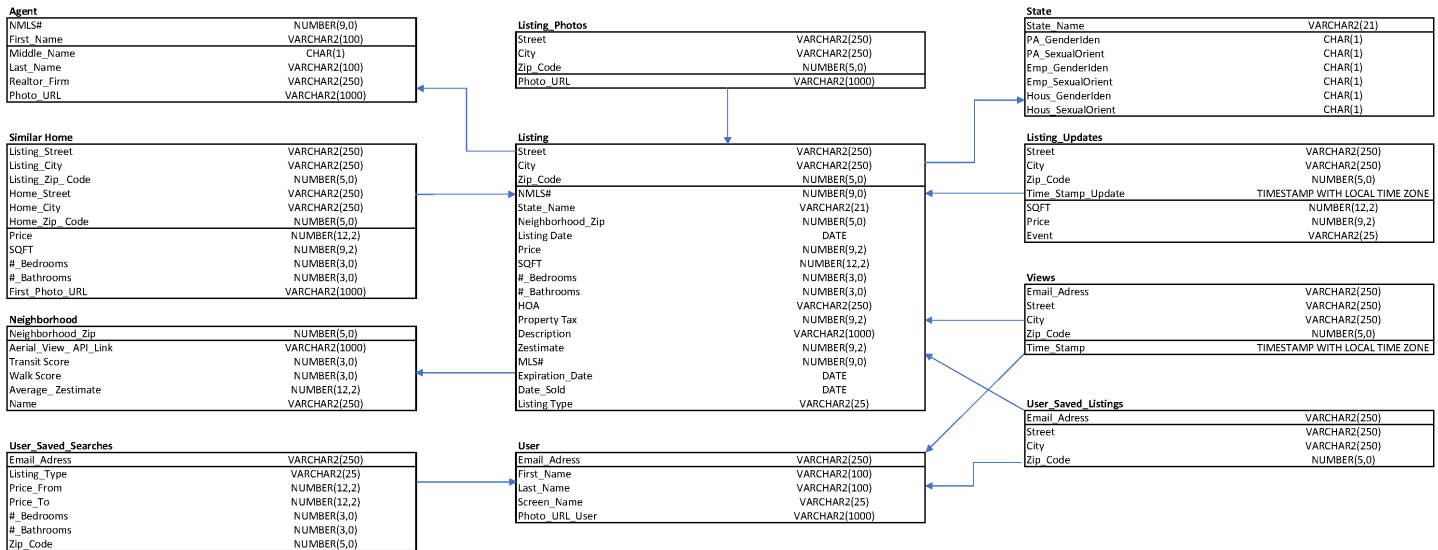 Agent
NMLS# NUMBER(9,0)
First_Name VARCHAR2(100)
Middle_Name CHAR(1)
Last_Name VARCHAR2(100)
Realtor_Firm VARCHAR2(250)
Photo_URL VARCHAR2(1000)
Listing_Photos
Street VARCHAR2(250)
City VARCHAR2(250)
Zip_Code NUMBER(5,0)
Photo_URL VARCHAR2(1000)
State
State_Name VARCHAR2(21)
PA_GenderIden CHAR(1)
PA_SexualOrient CHAR(1)
Emp_GenderIden CHAR(1)
Emp_SexualOrient CHAR(1)
Hous_GenderIden CHAR(1)
Hous_SexualOrient CHAR(1)
Similar Home
Listing_Street VARCHAR2(250)
Listing_City VARCHAR2(250)
Listing_Zip_ Code NUMBER(5,0)
Home_Street VARCHAR2(250)
Home_City VARCHAR2(250)
Home_Zip_ Code NUMBER(5,0)
Price NUMBER(12,2)
SQFT NUMBER(9,2)
#_Bedrooms NUMBER(3,0)
#_Bathrooms NUMBER(3,0)
First_Photo_URL VARCHAR2(1000)
Listing
Street VARCHAR2(250)
City VARCHAR2(250)
Zip_Code NUMBER(5,0)
NMLS# NUMBER(9,0)
State_Name VARCHAR2(21)
Neighborhood_Zip NUMBER(5,0)
Listing Date DATE
Price NUMBER(9,2)
SQFT NUMBER(12,2)
#_Bedrooms NUMBER(3,0)
#_Bathrooms NUMBER(3,0)
HOA VARCHAR2(250)
Property Tax NUMBER(9,2)
Description VARCHAR2(1000)
Zestimate NUMBER(9,2)
MLS# NUMBER(9,0)
Expiration_Date DATE
Date_Sold DATE
Listing Type VARCHAR2(25)
Listing_Updates
Street VARCHAR2(250)
City VARCHAR2(250)
Zip_Code NUMBER(5,0)
Time_Stamp_Update TIMESTAMP WITH LOCAL TIME ZONE
SQFT NUMBER(12,2)
Price NUMBER(9,2)
Event VARCHAR2(25)
Neighborhood
Neighborhood_Zip NUMBER(5,0)
Aerial_View_ API_Link VARCHAR2(1000)
Transit Score NUMBER(3,0)
Walk Score NUMBER(3,0)
Average_ Zestimate NUMBER(12,2)
Name VARCHAR2(250)
Views
Email_Adress VARCHAR2(250)
Street VARCHAR2(250)
City VARCHAR2(250)
Zip_Code NUMBER(5,0)
Time_Stamp TIMESTAMP WITH LOCAL TIME ZONE
User_Saved_Searches
Email_Adress VARCHAR2(250)
Listing_Type VARCHAR2(25)
Price_From NUMBER(12,2)
Price_To NUMBER(12,2)
#_Bedrooms NUMBER(3,0)
#_Bathrooms NUMBER(3,0)
Zip_Code NUMBER(5,0)
User
Email_Adress VARCHAR2(250)
First_Name VARCHAR2(100)
Last_Name VARCHAR2(100)
Screen_Name VARCHAR2(25)
Photo_URL_User VARCHAR2(1000)
User_Saved_Listings
Email_Adress VARCHAR2(250)
Street VARCHAR2(250)
City VARCHAR2(250)
Zip_Code NUMBER(5,0)